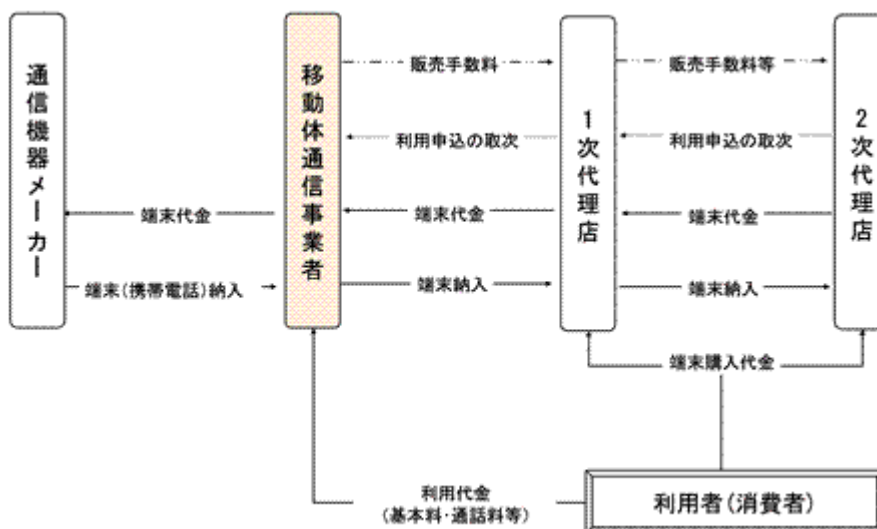 通信機器メーカー
移動体通信事業者
1次代理店
2次代理店
販売手数料
販売手数料等
利用申込の取次
利用申込の取次
端末代金
端末代金
端末代金
端末(携帯電話)納入
端末納入
端末納入
端末購入代金
利用代金
(基本料・通話料等)
利用者(消費者)